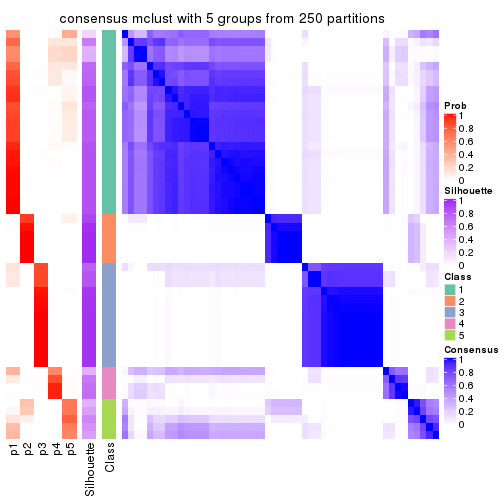 consensus mclust with 5 groups from 250 partitions
Prob
1
0.8
0.6
0.4
0.2
0
Silhouette
1
0.8
0.6
0.4
0.2
0
Class
1
2
3
4
5
Consensus
1
0.8
0.6
0.4
0.2
0
p1
p2
p3
p4
p5
Silhouette
Class